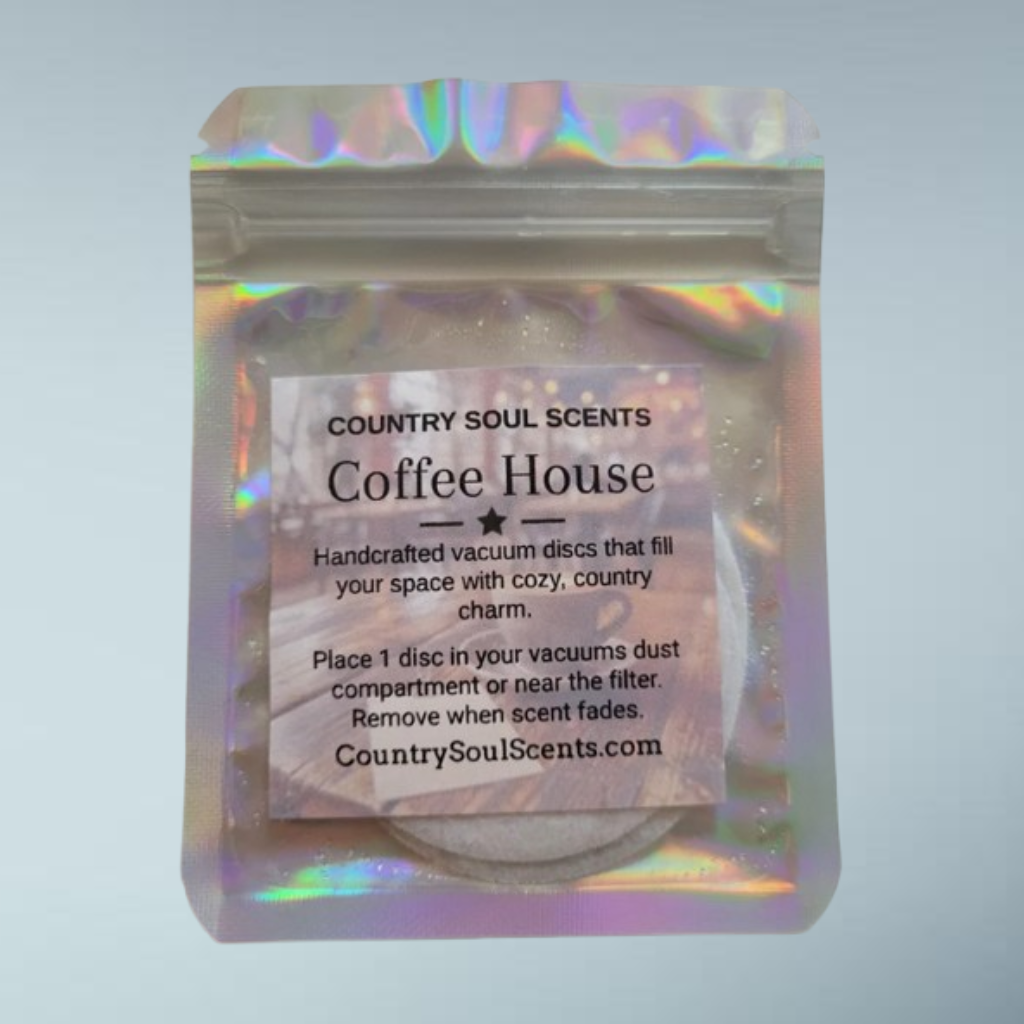 COUNTRY SOUL SCENTS
Coffee House
Handcrafted vacuum discs that fill
your space with cozy, country
charm.
Place 1 disc in your vacuums dust
compartment or near the filter.
Remove when scent fades.
CountrySoulScents.com